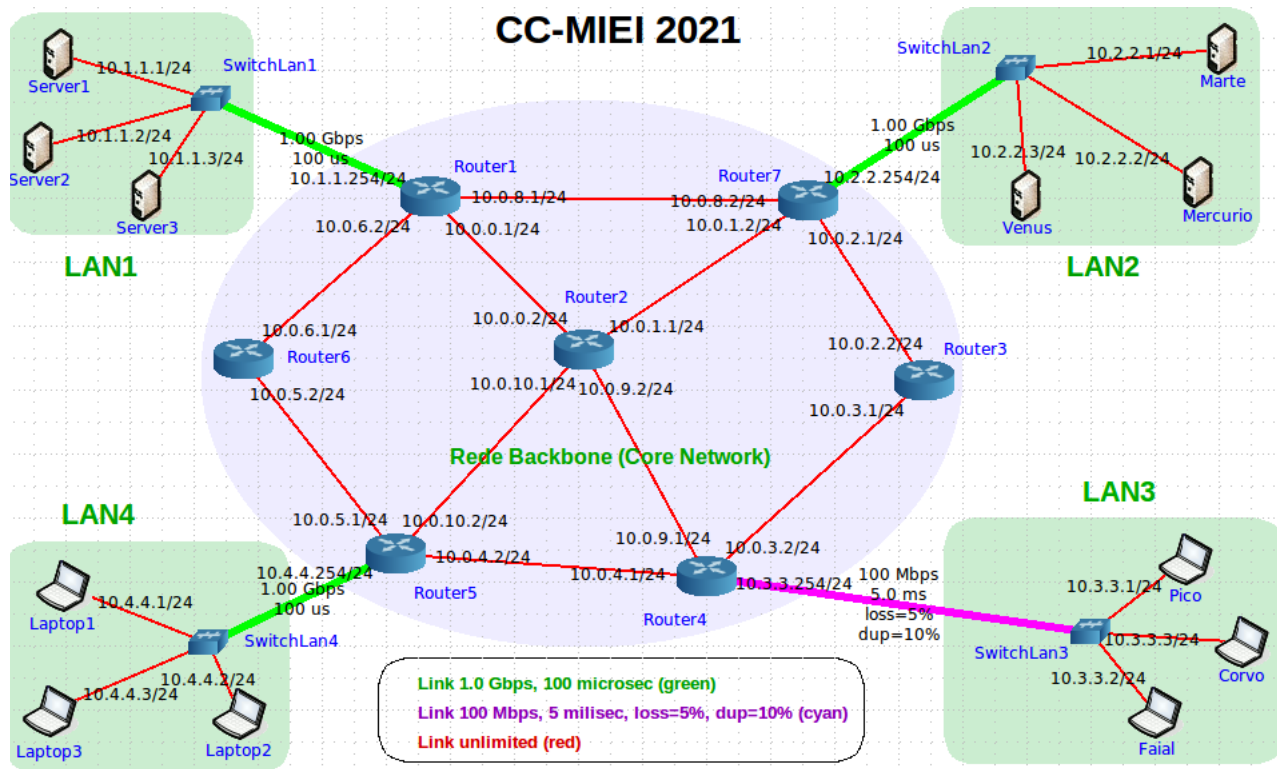 CC-MIEI 2021
SwitchLan2
10.2.2.1/24
Marte
10.1.1.1/24
SwitchLan1
Server1
1.00 Gbps
100 us
10.1.1.2/24
10.1.1.3/24
Server2
Server3
1.00 Gbps
100 us
10.2.2.3/24
10.2.2.2/24
Venus
Mercurio
10.1.1.254/24
Router1
Router7
10.2.2.254/24
10.0.8.1/24
10.0.8.2/24
10.0.6.2/24
10.0.0.1/24
10.0.1.2/24
10.0.2.1/24
LAN1
LAN2
Router2
10.0.0.2/24
10.0.1.1/24
10.0.6.1/24
Router6
10.0.2.2/24
Router3
10.0.5.2/24
10.0.10.1/24
10.0.9.2/24
10.0.3.1/24
Rede Backbone (Core Network)
LAN3
LAN4
10.0.5.1/24
10.0.10.2/24
10.0.9.1/24
10.0.3.2/24
10.0.4.2/24
10.0.4.1/24
10.4.4.254/24
1.00 Gbps
100 us
Router5
Router4
10.3.3.254/24
100 Mbps
5.0 ms
loss=5%
dup=10%
10.3.3.1/24
Pico
10.4.4.1/24
Laptop1
SwitchLan4
SwitchLan3
10.3.3.3/24
Corvo
10.3.3.2/24
Faial
10.4.4.2/24
10.4.4.3/24
Laptop3
Laptop2
Link 1.0 Gbps, 100 microsec (green)
Link 100 Mbps, 5 milisec, loss=5%, dup=10% (cyan)
Link unlimited (red)